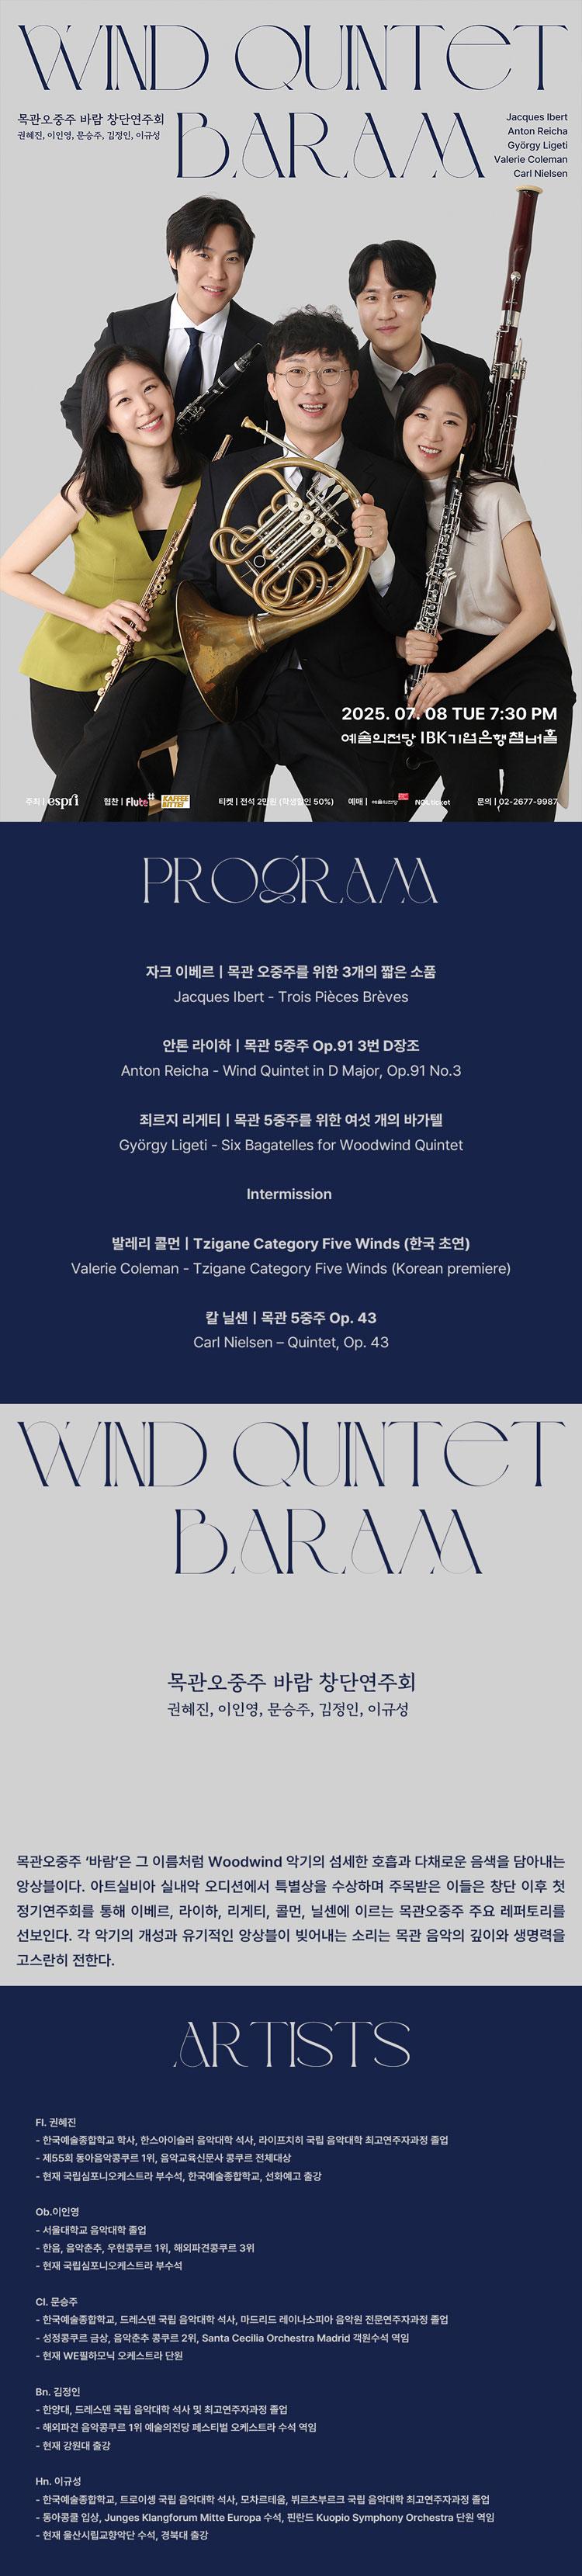 WIND QUINTET
BARAM
목관오중주 바람 창단연주회
권혜진, 이인영, 문승주, 김정인, 이규성
Jacques Ibert
Anton Reicha
György Ligeti
Valerie Coleman
Carl Nielsen
2025. 07. 08 TUE 7:30 PM
예술의전당 IBK기업은행챔버홀
주최 | espri 협찬 | Flute KAFFEE 티켓 | 전석 2만원 (학생할인 50%) 예매 | 예술의전당 NOL ticket 문의 | 02-2677-9987
PROGRAM
자크 이베르 | 목관 오중주를 위한 3개의 짧은 소품
Jacques Ibert - Trois Pièces Brèves
안톤 라이하 | 목관 5중주 Op.91 3번 D장조
Anton Reicha - Wind Quintet in D Major, Op.91 No.3
죄르지 리게티 | 목관 5중주를 위한 여섯 개의 바가텔
György Ligeti - Six Bagatelles for Woodwind Quintet
Intermission
발레리 콜먼 | Tzigane Category Five Winds (한국 초연)
Valerie Coleman - Tzigane Category Five Winds (Korean premiere)
칼 닐센 | 목관 5중주 Op. 43
Carl Nielsen – Quintet, Op. 43
WIND QUINTET
BARAM
목관오중주 바람 창단연주회
권혜진, 이인영, 문승주, 김정인, 이규성
목관오중주 ‘바람’은 그 이름처럼 Woodwind 악기의 섬세한 호흡과 다채로운 음색을 담아내는
앙상블이다. 아트실비아 실내악 오디션에서 특별상을 수상하며 주목받은 이들은 창단 이후 첫
정기연주회를 통해 이베르, 라이하, 리게티, 콜먼, 닐센에 이르는 목관오중주 주요 레퍼토리를
선보인다. 각 악기의 개성과 유기적인 앙상블이 빚어내는 소리는 목관 음악의 깊이와 생명력을
고스란히 전한다.
ARTISTS
Fl. 권혜진
- 한국예술종합학교 학사, 한스아이슬러 음악대학 석사, 라이프치히 국립 음악대학 최고연주자과정 졸업
- 제55회 동아음악콩쿠르 1위, 음악교육신문사 콩쿠르 전체대상
- 현재 국립심포니오케스트라 부수석, 한국예술종합학교, 선화예고 출강
Ob.이인영
- 서울대학교 음악대학 졸업
- 한음, 음악춘추, 우현콩쿠르 1위, 해외파견콩쿠르 3위
- 현재 국립심포니오케스트라 부수석
Cl. 문승주
- 한국예술종합학교, 드레스덴 국립 음악대학 석사, 마드리드 레이나소피아 음악원 전문연주자과정 졸업
- 성정콩쿠르 금상, 음악춘추 콩쿠르 2위, Santa Cecilia Orchestra Madrid 객원수석 역임
- 현재 WE필하모닉 오케스트라 단원
Bn. 김정인
- 한양대, 드레스덴 국립 음악대학 석사 및 최고연주자과정 졸업
- 해외파견 음악콩쿠르 1위 예술의전당 페스티벌 오케스트라 수석 역임
- 현재 강원대 출강
Hn. 이규성
- 한국예술종합학교, 트로이셍 국립 음악대학 석사, 모차르테움, 뷔르츠부르크 국립 음악대학 최고연주자과정 졸업
- 동아콩쿨 입상, Junges Klangforum Mitte Europa 수석, 핀란드 Kuopio Symphony Orchestra 단원 역임
- 현재 울산시립교향악단 수석, 경북대 출강